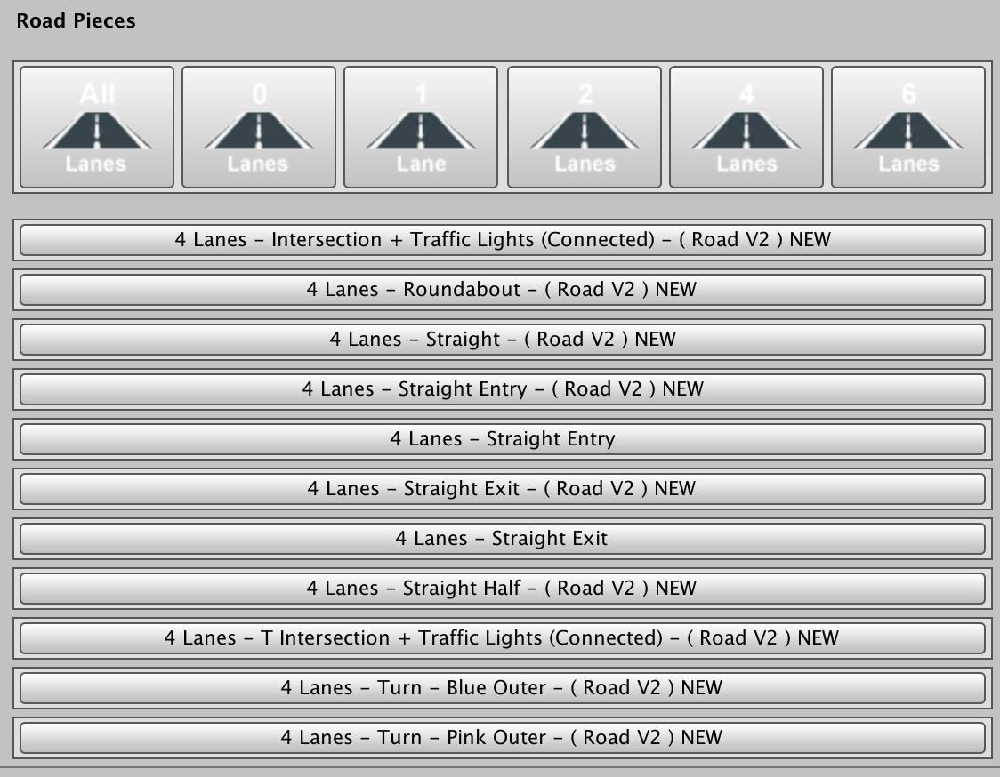 Road Pieces
All 0 1 2 4 6
Lanes Lanes Lane Lanes Lanes Lanes
4 Lanes – Intersection + Traffic Lights (Connected) – ( Road V2 ) NEW
4 Lanes – Roundabout – ( Road V2 ) NEW
4 Lanes – Straight – ( Road V2 ) NEW
4 Lanes – Straight Entry – ( Road V2 ) NEW
4 Lanes – Straight Entry
4 Lanes – Straight Exit – ( Road V2 ) NEW
4 Lanes – Straight Exit
4 Lanes – Straight Half – ( Road V2 ) NEW
4 Lanes – T Intersection + Traffic Lights (Connected) – ( Road V2 ) NEW
4 Lanes – Turn – Blue Outer – ( Road V2 ) NEW
4 Lanes – Turn – Pink Outer – ( Road V2 ) NEW